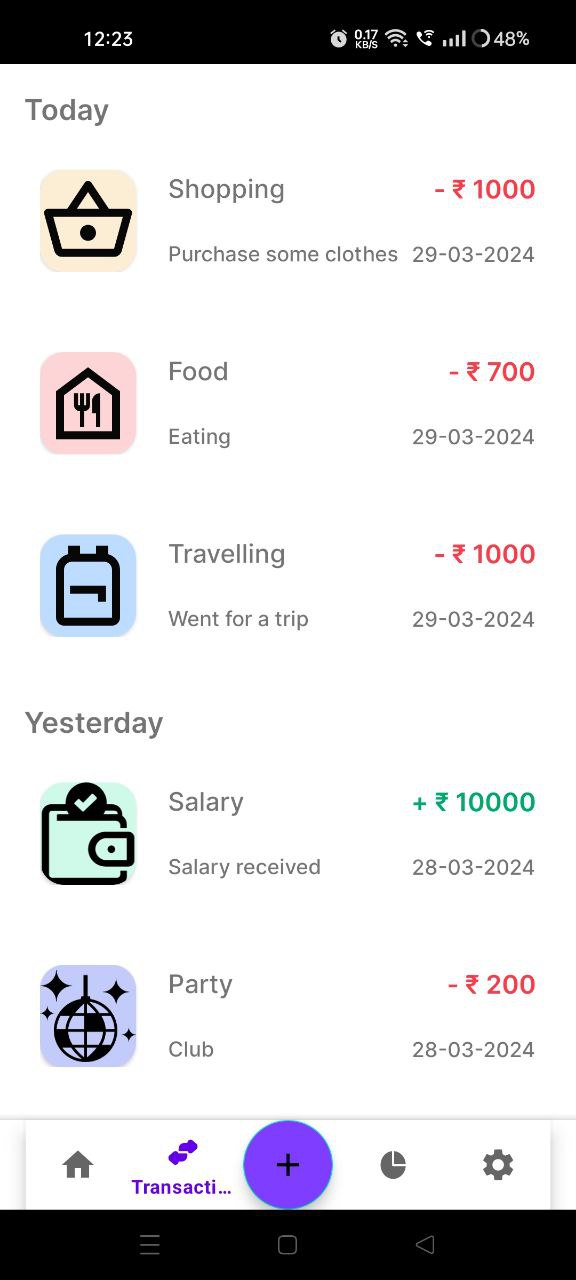 12:23 0.17 KB/S 48%
Today
Shopping - ₹ 1000
Purchase some clothes 29-03-2024
Food - ₹ 700
Eating 29-03-2024
Travelling - ₹ 1000
Went for a trip 29-03-2024
Yesterday
Salary + ₹ 10000
Salary received 28-03-2024
Party - ₹ 200
Club 28-03-2024
Transacti...